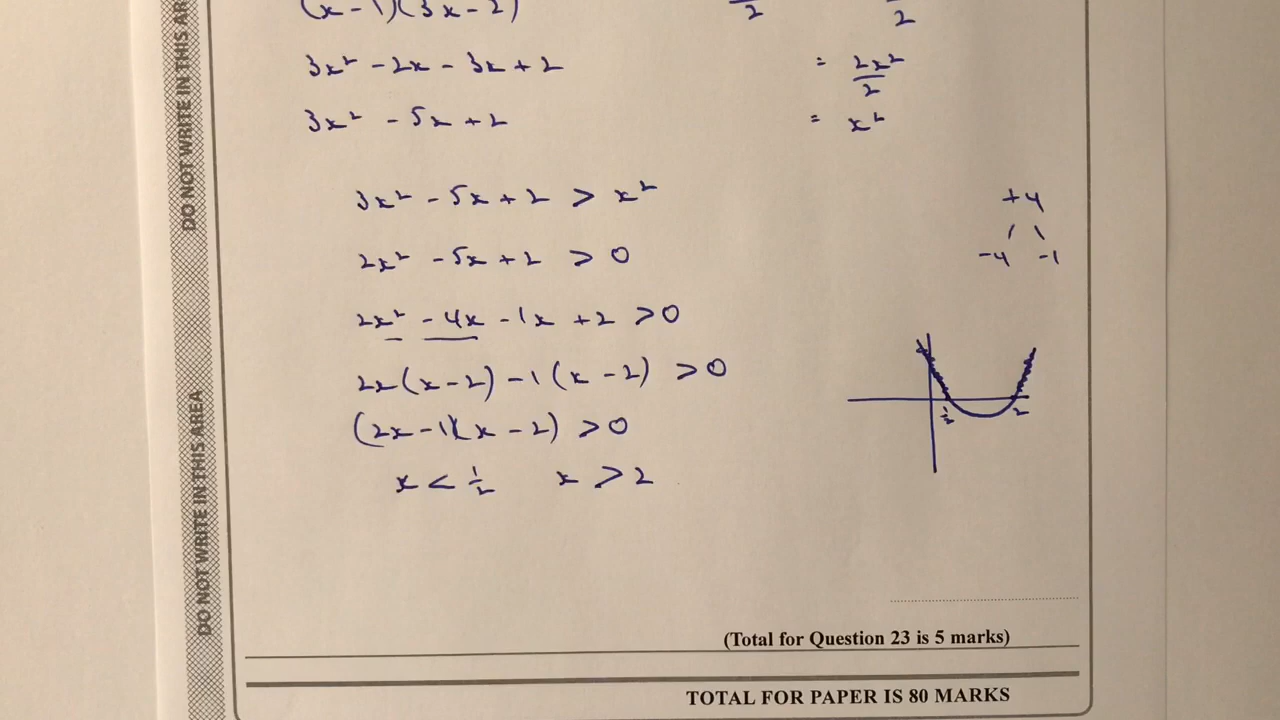 (x - 1)(3x - 2)
3x² - 2x - 3x + 2
3x² - 5x + 2
2
2
= 2x²
2
= x²
3x² - 5x + 2 > x²
2x² - 5x + 2 > 0
2x² - 4x - 1x + 2 > 0
2x(x - 2) - 1(x - 2) > 0
(2x - 1)(x - 2) > 0
x < 1/2 x > 2
+4
-4 -1
1/2 2
DO NOT WRITE IN THIS AR
DO NOT WRITE IN THIS AREA
(Total for Question 23 is 5 marks)
TOTAL FOR PAPER IS 80 MARKS